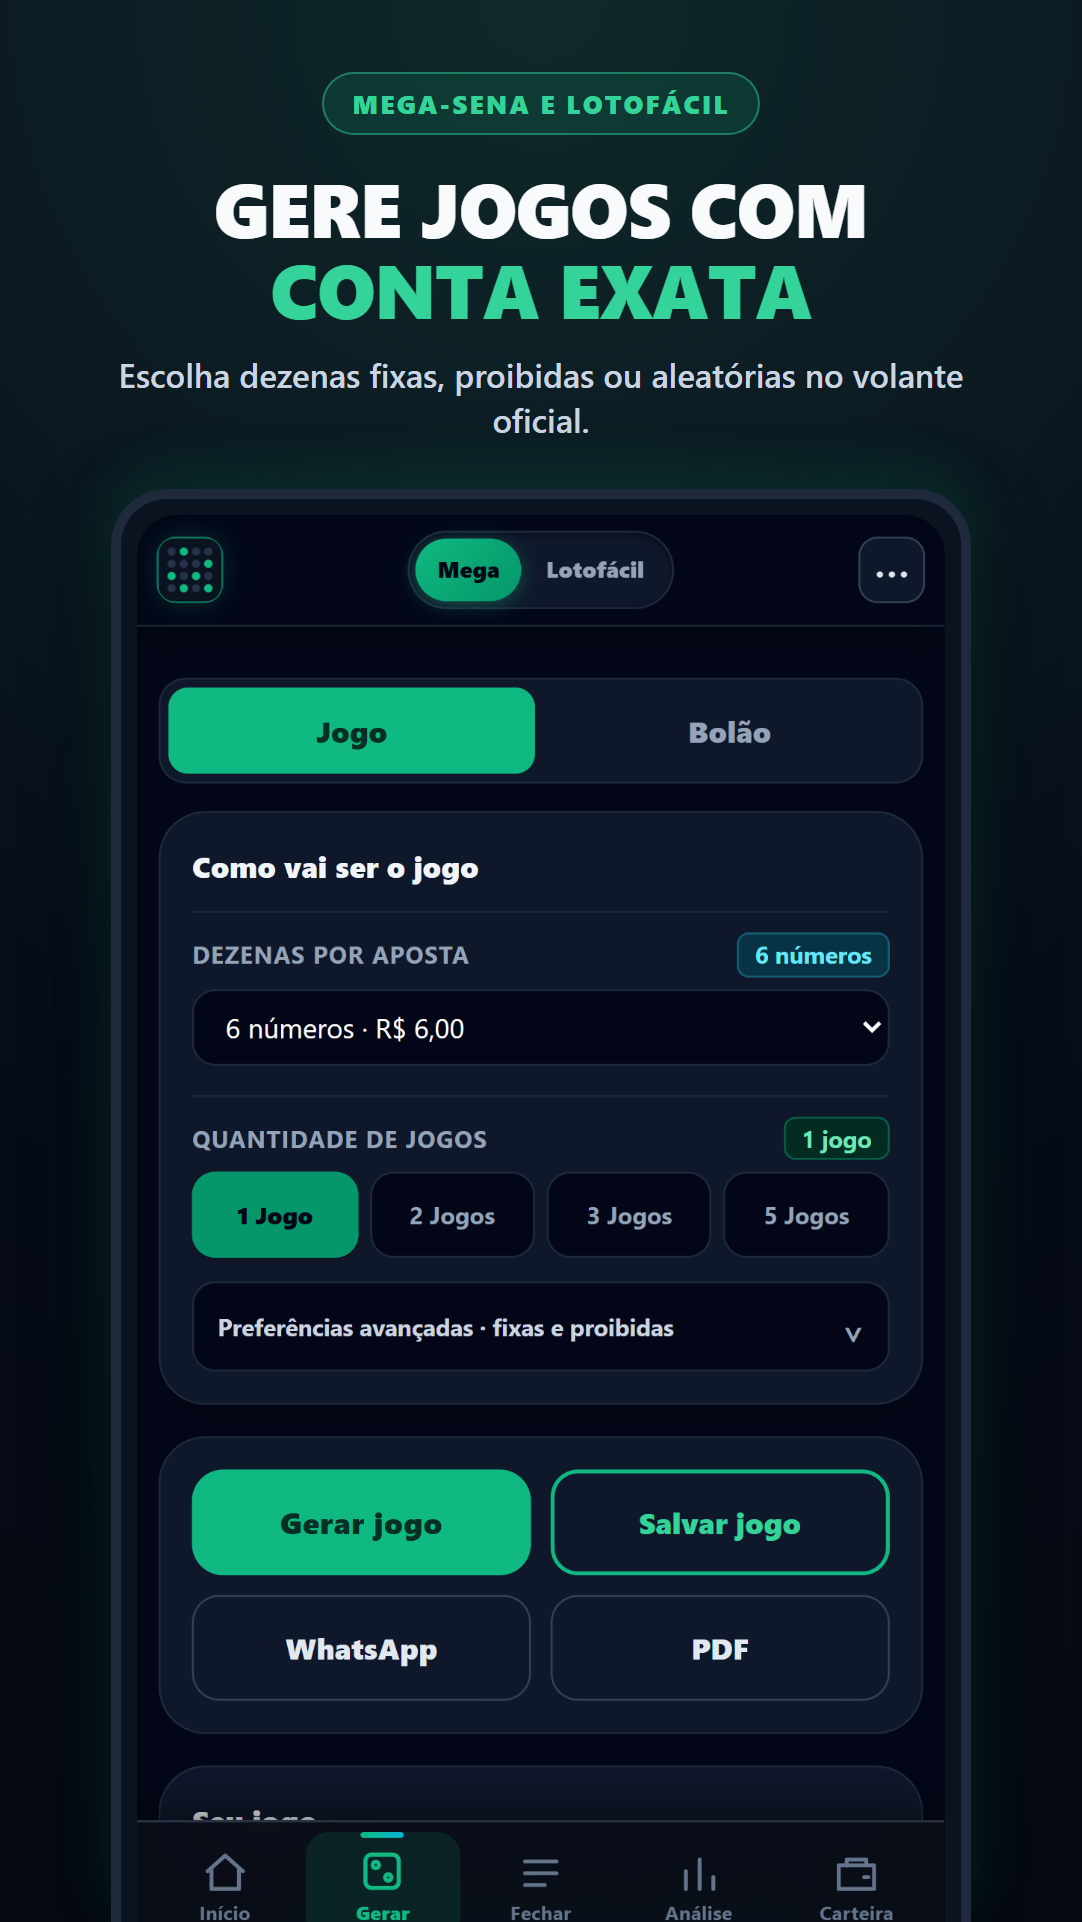 MEGA-SENA E LOTOFÁCIL
GERE JOGOS COM
CONTA EXATA
Escolha dezenas fixas, proibidas ou aleatórias no volante
oficial.
Mega Lotofácil
...
Jogo Bolão
Como vai ser o jogo
DEZENAS POR APOSTA 6 números
6 números · R$ 6,00
QUANTIDADE DE JOGOS 1 jogo
1 Jogo 2 Jogos 3 Jogos 5 Jogos
Preferências avançadas · fixas e proibidas v
Gerar jogo Salvar jogo
WhatsApp PDF
Seu jogo
Início Gerar Fechar Análise Carteira